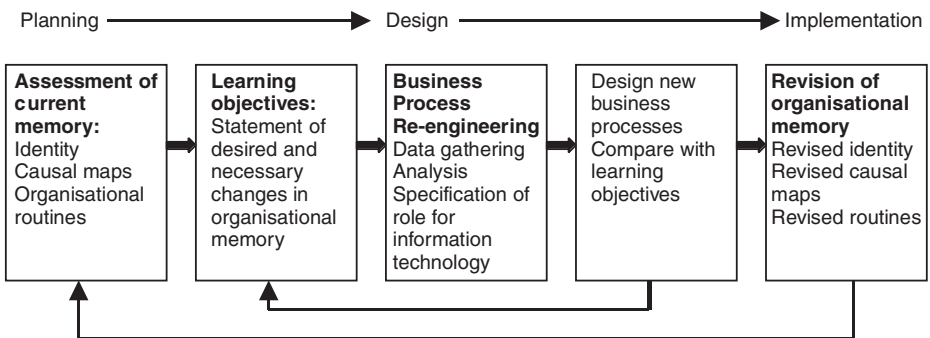 Planning
Design
Implementation
Assessment of
current
memory:
Identity
Causal maps
Organisational
routines
Learning
objectives:
Statement of
desired and
necessary
changes in
organisational
memory
Business
Process
Re-engineering
Data gathering
Analysis
Specification of
role for
information
technology
Design new
business
processes
Compare with
learning
objectives
Revision of
organisational
memory
Revised identity
Revised causal
maps
Revised routines